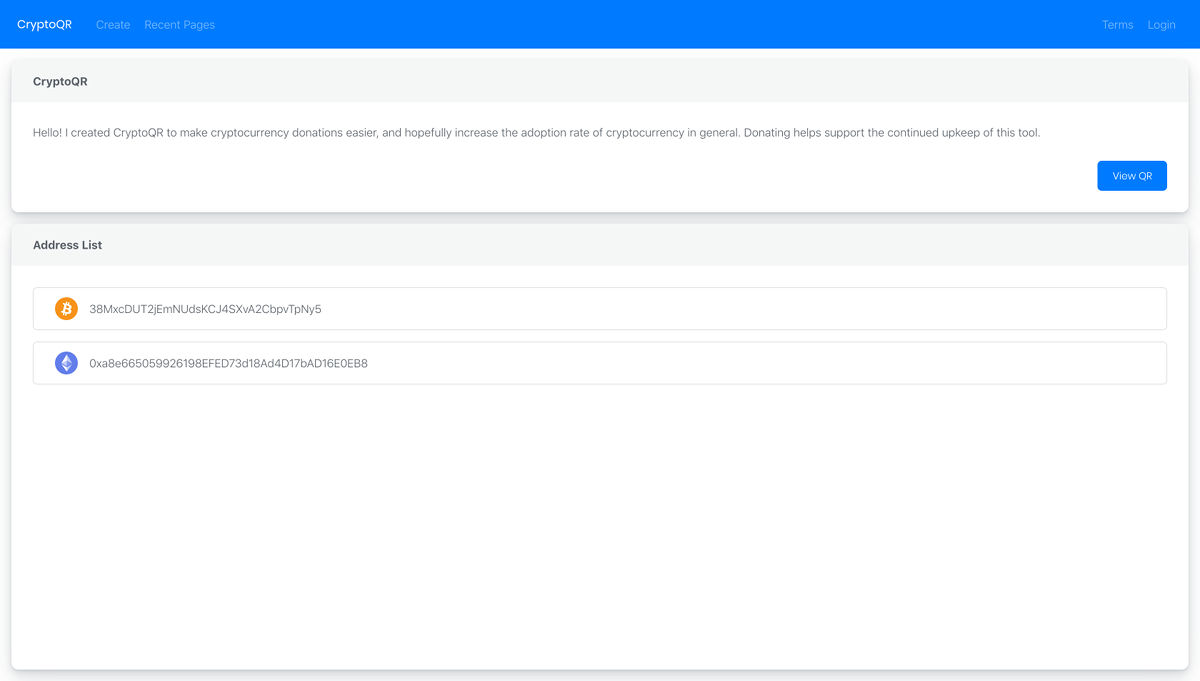 CryptoQR Create Recent Pages Terms Login
CryptoQR
Hello! I created CryptoQR to make cryptocurrency donations easier, and hopefully increase the adoption rate of cryptocurrency in general. Donating helps support the continued upkeep of this tool.
View QR
Address List
38MxcDUT2jEmNUdsKCJ4SXvA2CbpvTpNy5
0xa8e665059926198EFED73d18Ad4D17bAD16E0EB8